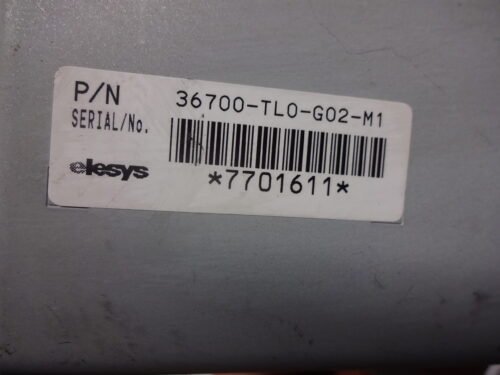 P/N 36700-TL0-G02-M1
SERIAL/No.
elesys
*7701611*